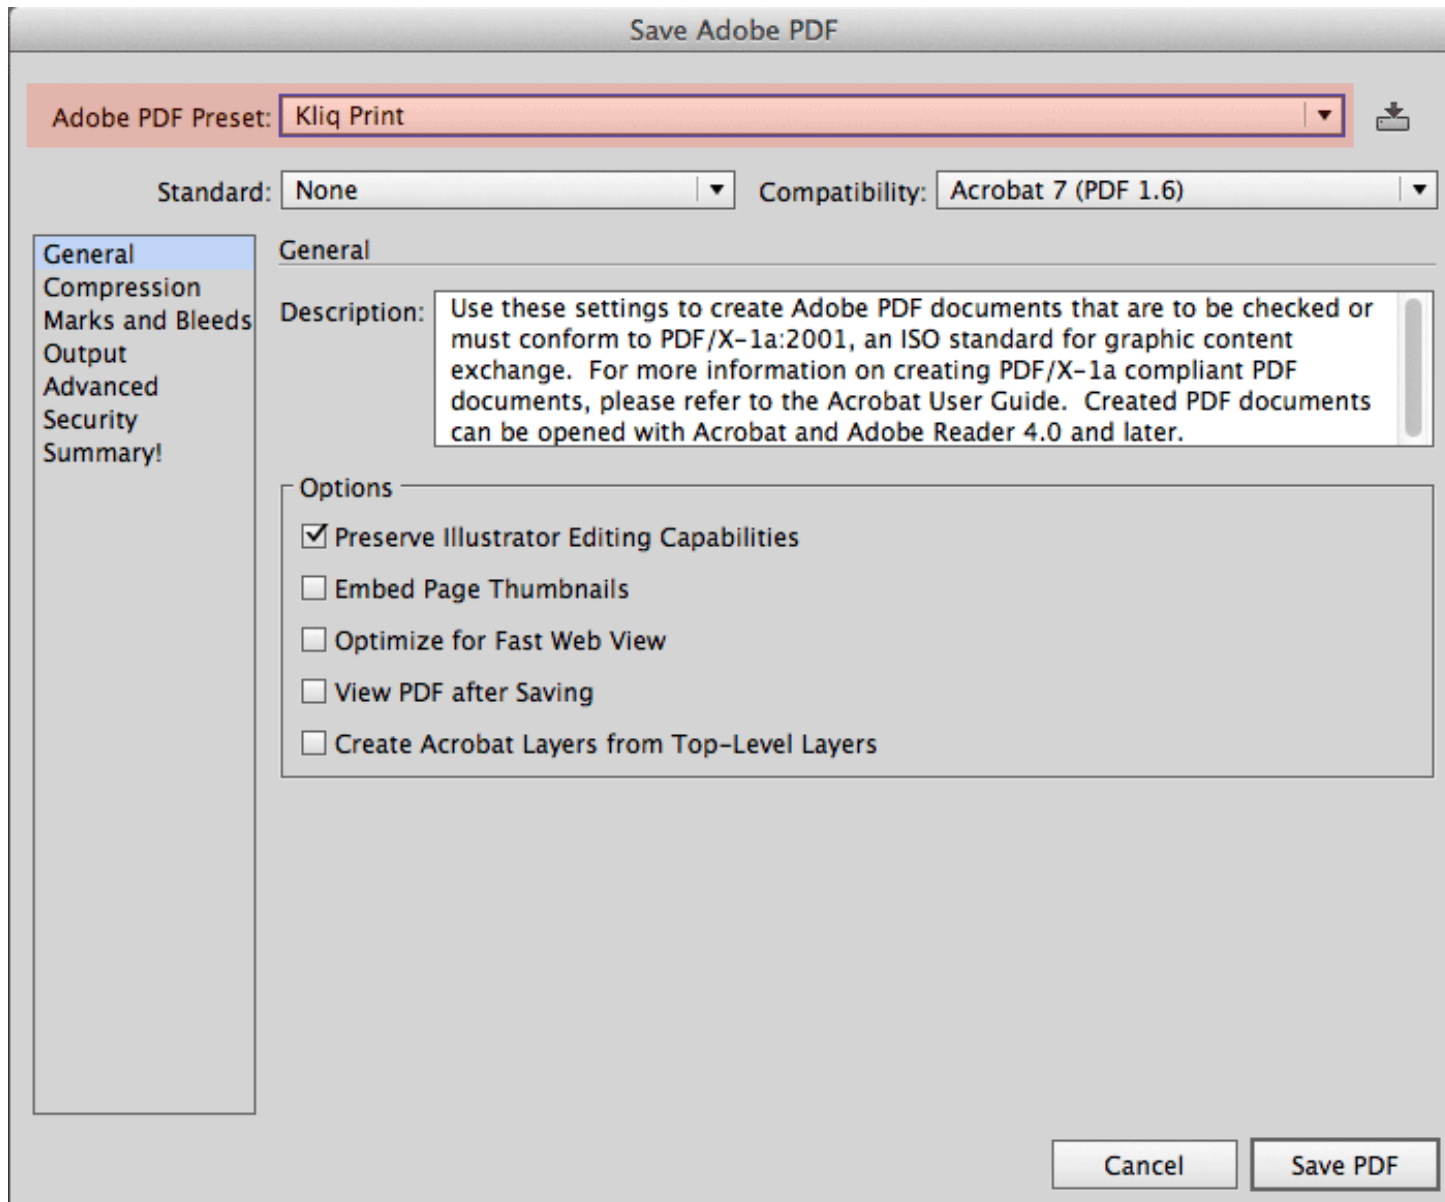 Save Adobe PDF
Adobe PDF Preset: Kliq Print
Standard: None Compatibility: Acrobat 7 (PDF 1.6)
General
Compression
Marks and Bleeds
Output
Advanced
Security
Summary!
General
Description: Use these settings to create Adobe PDF documents that are to be checked or
must conform to PDF/X-1a:2001, an ISO standard for graphic content
exchange.  For more information on creating PDF/X-1a compliant PDF
documents, please refer to the Acrobat User Guide.  Created PDF documents
can be opened with Acrobat and Adobe Reader 4.0 and later.
Options
Preserve Illustrator Editing Capabilities
Embed Page Thumbnails
Optimize for Fast Web View
View PDF after Saving
Create Acrobat Layers from Top-Level Layers
Cancel Save PDF